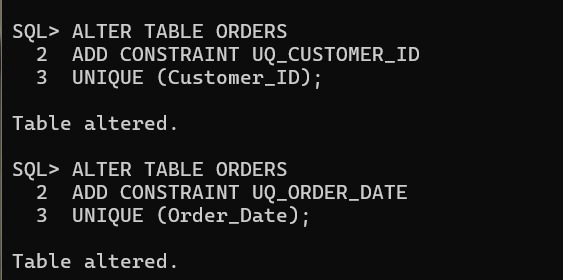 SQL> ALTER TABLE ORDERS
  2  ADD CONSTRAINT UQ_CUSTOMER_ID
  3  UNIQUE (Customer_ID);
Table altered.
SQL> ALTER TABLE ORDERS
  2  ADD CONSTRAINT UQ_ORDER_DATE
  3  UNIQUE (Order_Date);
Table altered.